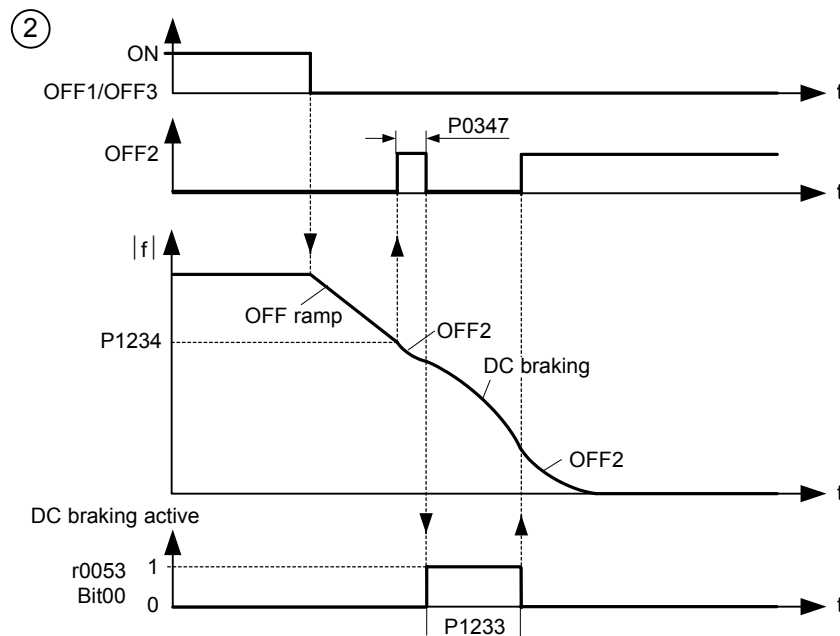 2
ON
OFF1/OFF3
t
P0347
OFF2
t
|f|
OFF ramp
P1234
OFF2
DC braking
OFF2
t
DC braking active
r0053 1
Bit00 0
t
P1233